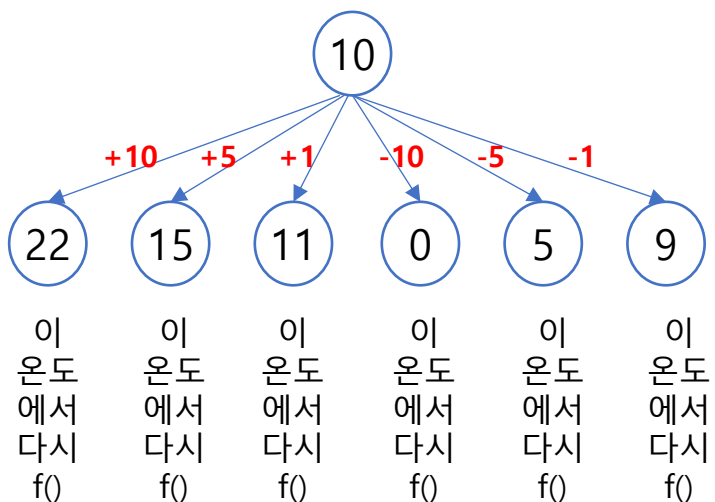 10
+10 +5 +1 -10 -5 -1
22 15 11 0 5 9
이 이 이 이 이 이
온도 온도 온도 온도 온도 온도
에서 에서 에서 에서 에서 에서
다시 다시 다시 다시 다시 다시
f() f() f() f() f() f()